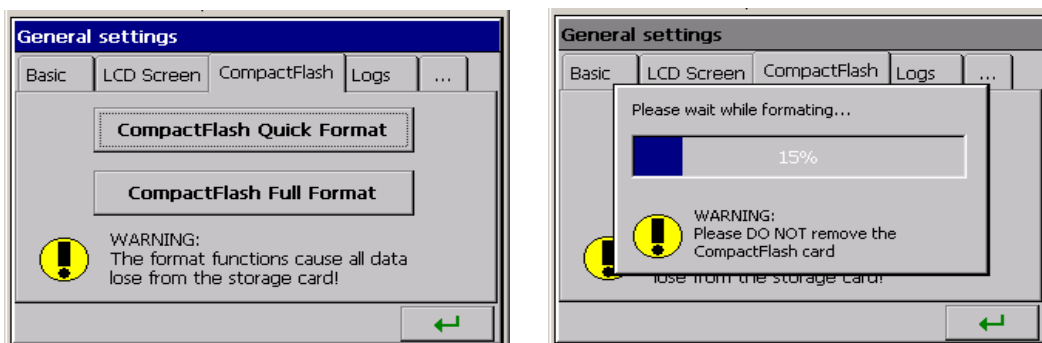 General settings
Basic LCD Screen CompactFlash Logs ...
CompactFlash Quick Format
CompactFlash Full Format
WARNING:
The format functions cause all data
lose from the storage card!
General settings
Basic LCD Screen CompactFlash Logs ...
Please wait while formating...
15%
WARNING:
Please DO NOT remove the
CompactFlash card
lose from the storage card!